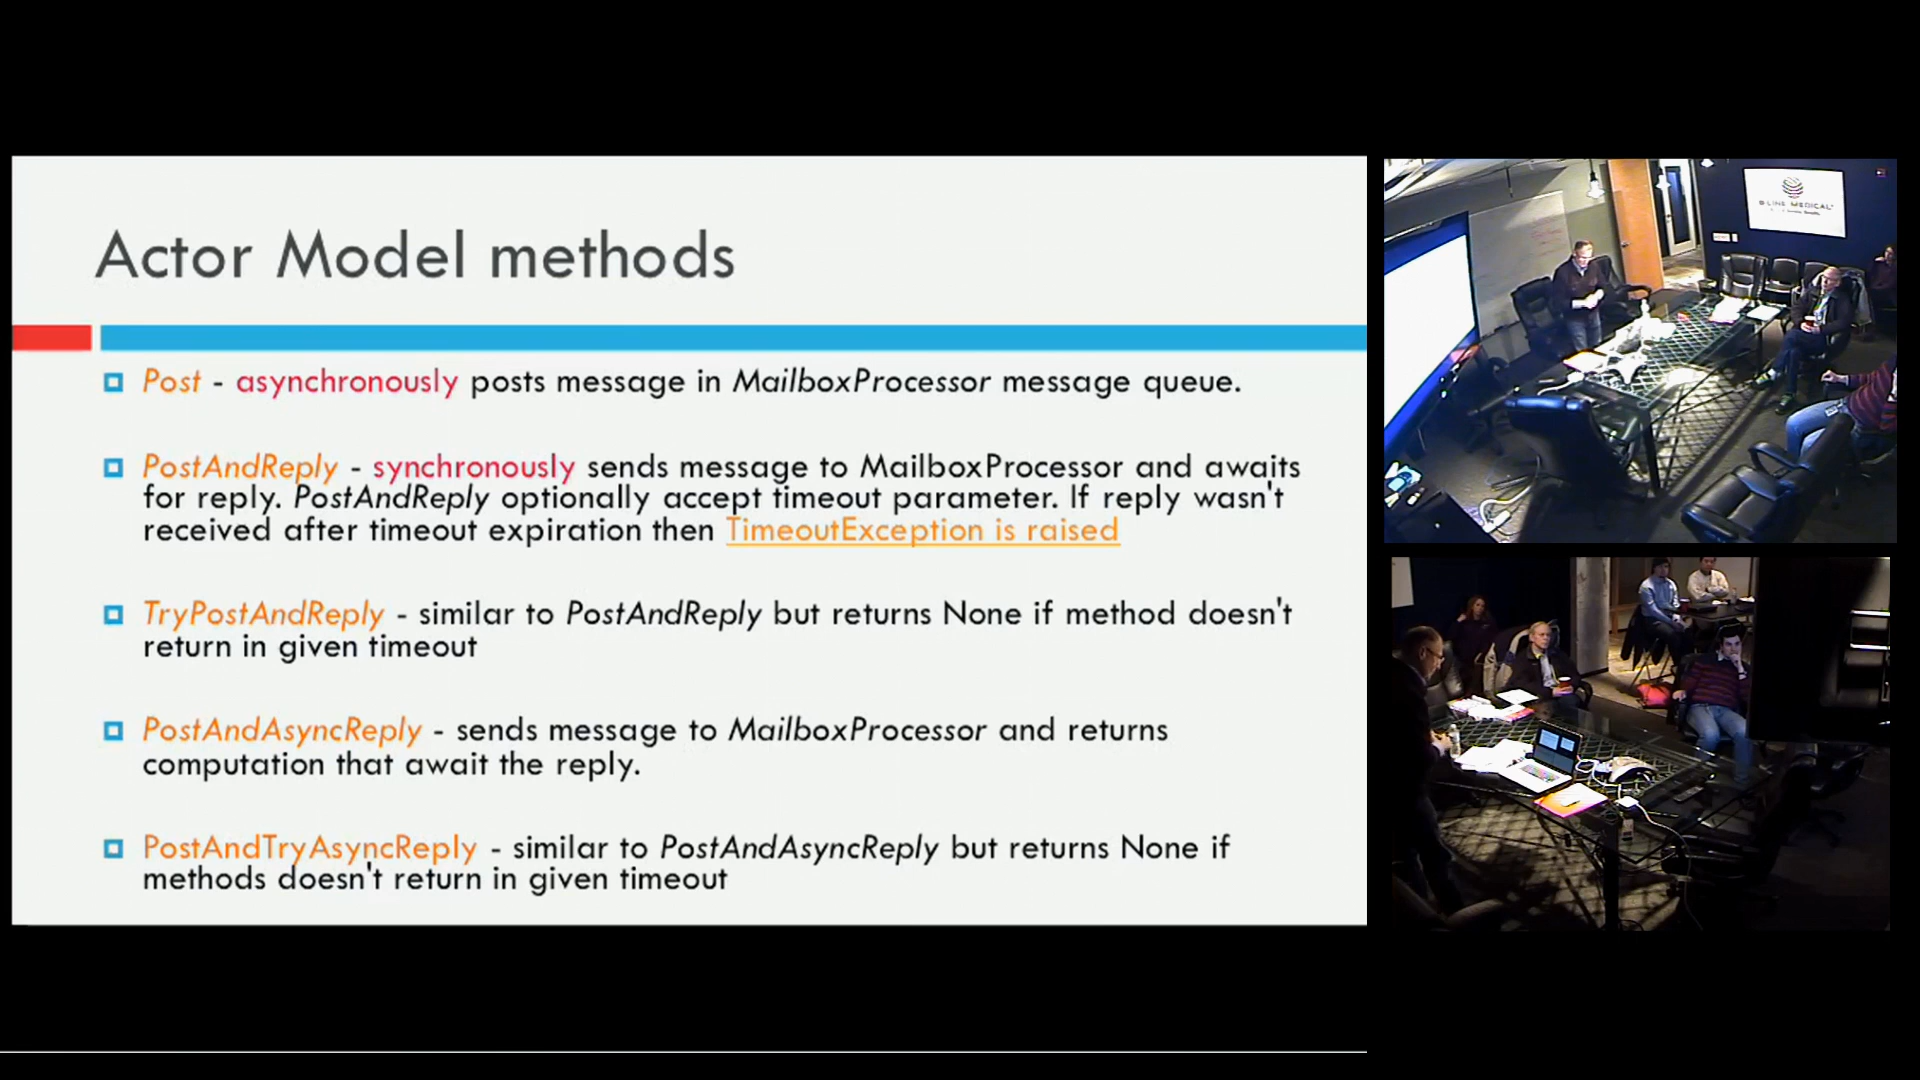 Actor Model methods
Post - asynchronously posts message in MailboxProcessor message queue.
PostAndReply - synchronously sends message to MailboxProcessor and awaits
for reply. PostAndReply optionally accept timeout parameter. If reply wasn't
received after timeout expiration then TimeoutException is raised
TryPostAndReply - similar to PostAndReply but returns None if method doesn't
return in given timeout
PostAndAsyncReply - sends message to MailboxProcessor and returns
computation that await the reply.
PostAndTryAsyncReply - similar to PostAndAsyncReply but returns None if
methods doesn't return in given timeout
B-LINE MEDICAL